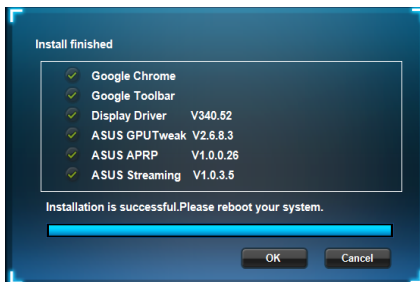 Install finished
Google Chrome
Google Toolbar
Display Driver V340.52
ASUS GPUTweak V2.6.8.3
ASUS APRP V1.0.0.26
ASUS Streaming V1.0.3.5
Installation is successful.Please reboot your system.
OK Cancel